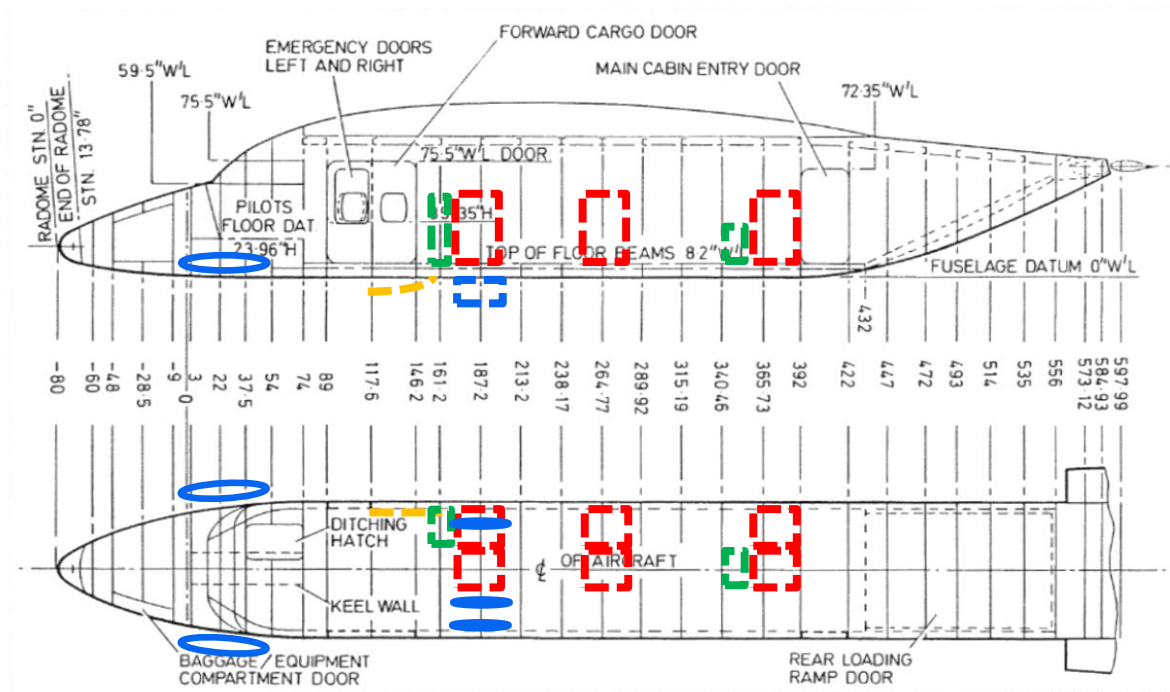 FORWARD CARGO DOOR
EMERGENCY DOORS
LEFT AND RIGHT
MAIN CABIN ENTRY DOOR
59·5"W'L
75·5"W'L
72·35"W'L
RADOME STN 0"
END OF RADOME
STN. 13·78"
75·5"W'L DOOR
PILOTS
FLOOR DAT.
23·96"H
35"H
TOP OF FLOOR BEAMS 8·2"W'L
FUSELAGE DATUM 0"W'L
432
-80
-60
-48
-28·5
-9
0
3
22
37·5
54
74
89
117·6
146·2
161·2
187·2
213·2
238·17
264·77
289·92
315·19
340·46
365·73
392
422
447
472
493
514
535
556
573·12
584·93
597·99
DITCHING
HATCH
℄ OF AIRCRAFT
KEEL WALL
BAGGAGE/EQUIPMENT
COMPARTMENT DOOR
REAR LOADING
RAMP DOOR